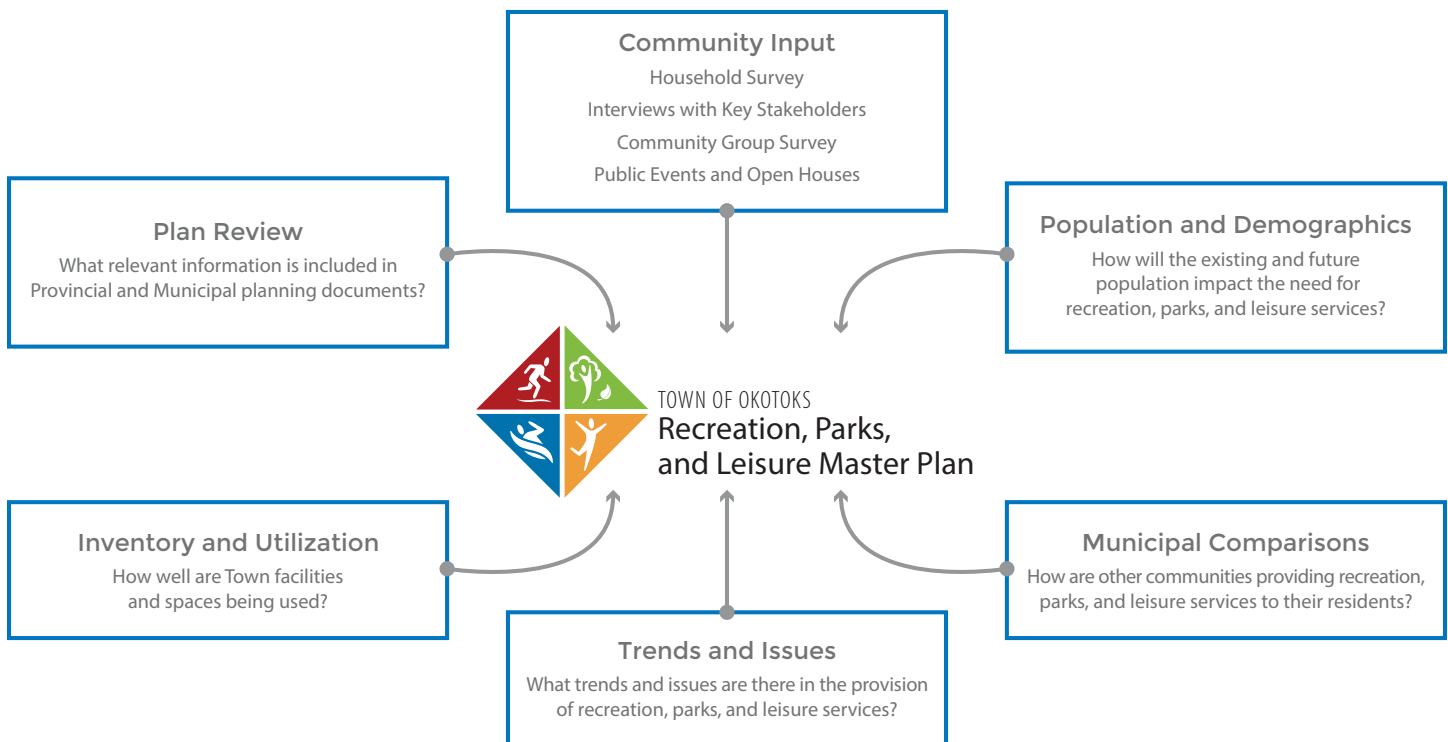 Community Input
Household Survey
Interviews with Key Stakeholders
Community Group Survey
Public Events and Open Houses
Plan Review
What relevant information is included in
Provincial and Municipal planning documents?
Population and Demographics
How will the existing and future
population impact the need for
recreation, parks, and leisure services?
TOWN OF OKOTOKS
Recreation, Parks,
and Leisure Master Plan
Inventory and Utilization
How well are Town facilities
and spaces being used?
Municipal Comparisons
How are other communities providing recreation,
parks, and leisure services to their residents?
Trends and Issues
What trends and issues are there in the provision
of recreation, parks, and leisure services?